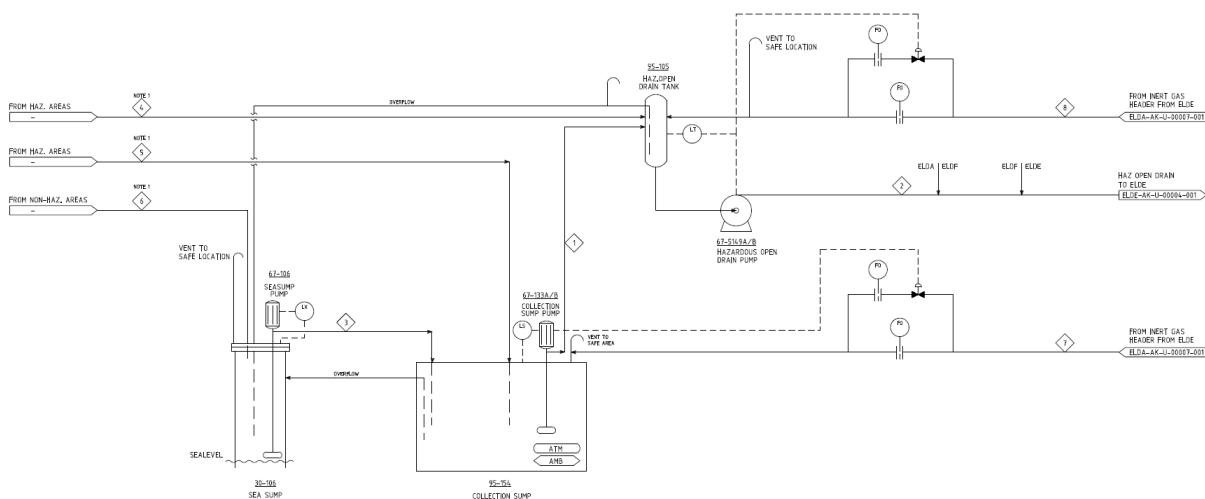 VENT TO
SAFE LOCATION
FO
FO
95-105
HAZ.OPEN
DRAIN TANK
NOTE 1
FROM HAZ. AREAS
-
4
OVERFLOW
FROM INERT GAS
HEADER FROM ELDE
ELDA-AK-U-00007-001
8
LT
NOTE 1
FROM HAZ. AREAS
-
5
ELDA | ELDF
ELDF | ELDE
2
HAZ OPEN DRAIN
TO ELDE
ELDE-AK-U-00004-001
NOTE 1
FROM NON-HAZ. AREAS
-
6
67-5149A/B
HAZARDOUS OPEN
DRAIN PUMP
1
VENT TO
SAFE LOCATION
67-106
SEASUMP
PUMP
LX
3
67-133A/B
COLLECTION
SUMP PUMP
LS
VENT TO
SAFE AREA
FO
FO
FROM INERT GAS
HEADER FROM ELDE
ELDA-AK-U-00007-001
7
OVERFLOW
SEALEVEL
ATM
AMB
30-106
SEA SUMP
95-154
COLLECTION SUMP